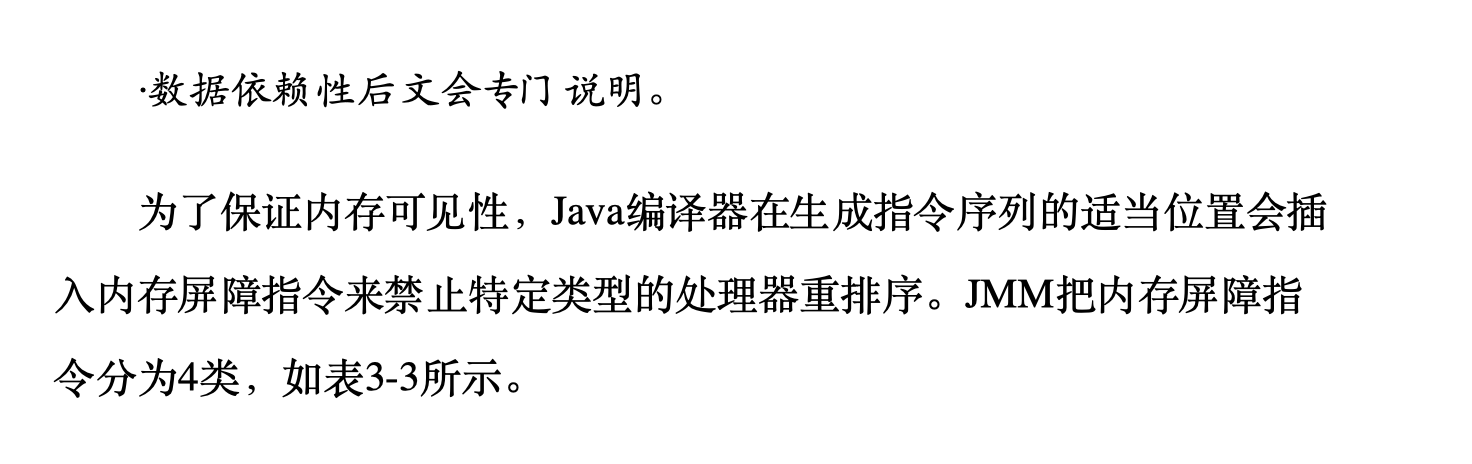 ·数据依赖性后文会专门说明。
为了保证内存可见性，Java编译器在生成指令序列的适当位置会插
入内存屏障指令来禁止特定类型的处理器重排序。JMM把内存屏障指
令分为4类，如表3-3所示。